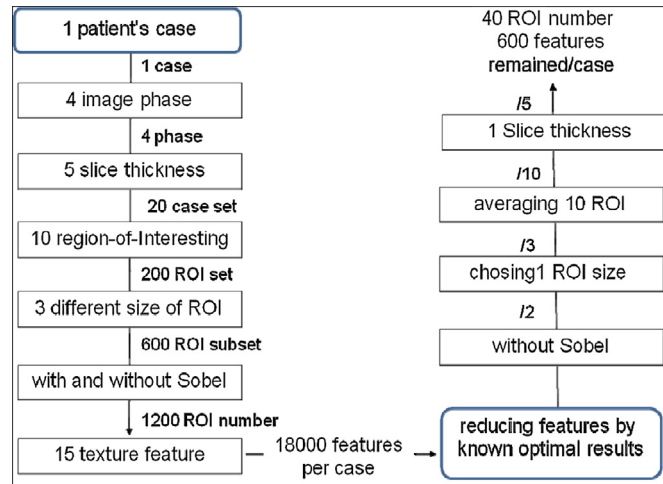 1 patient's case
1 case
4 image phase
4 phase
5 slice thickness
20 case set
10 region-of-Interesting
200 ROI set
3 different size of ROI
600 ROI subset
with and without Sobel
1200 ROI number
15 texture feature
18000 features
per case
reducing features by
known optimal results
without Sobel
/2
chosing1 ROI size
/3
averaging 10 ROI
/10
1 Slice thickness
/5
40 ROI number
600 features
remained/case